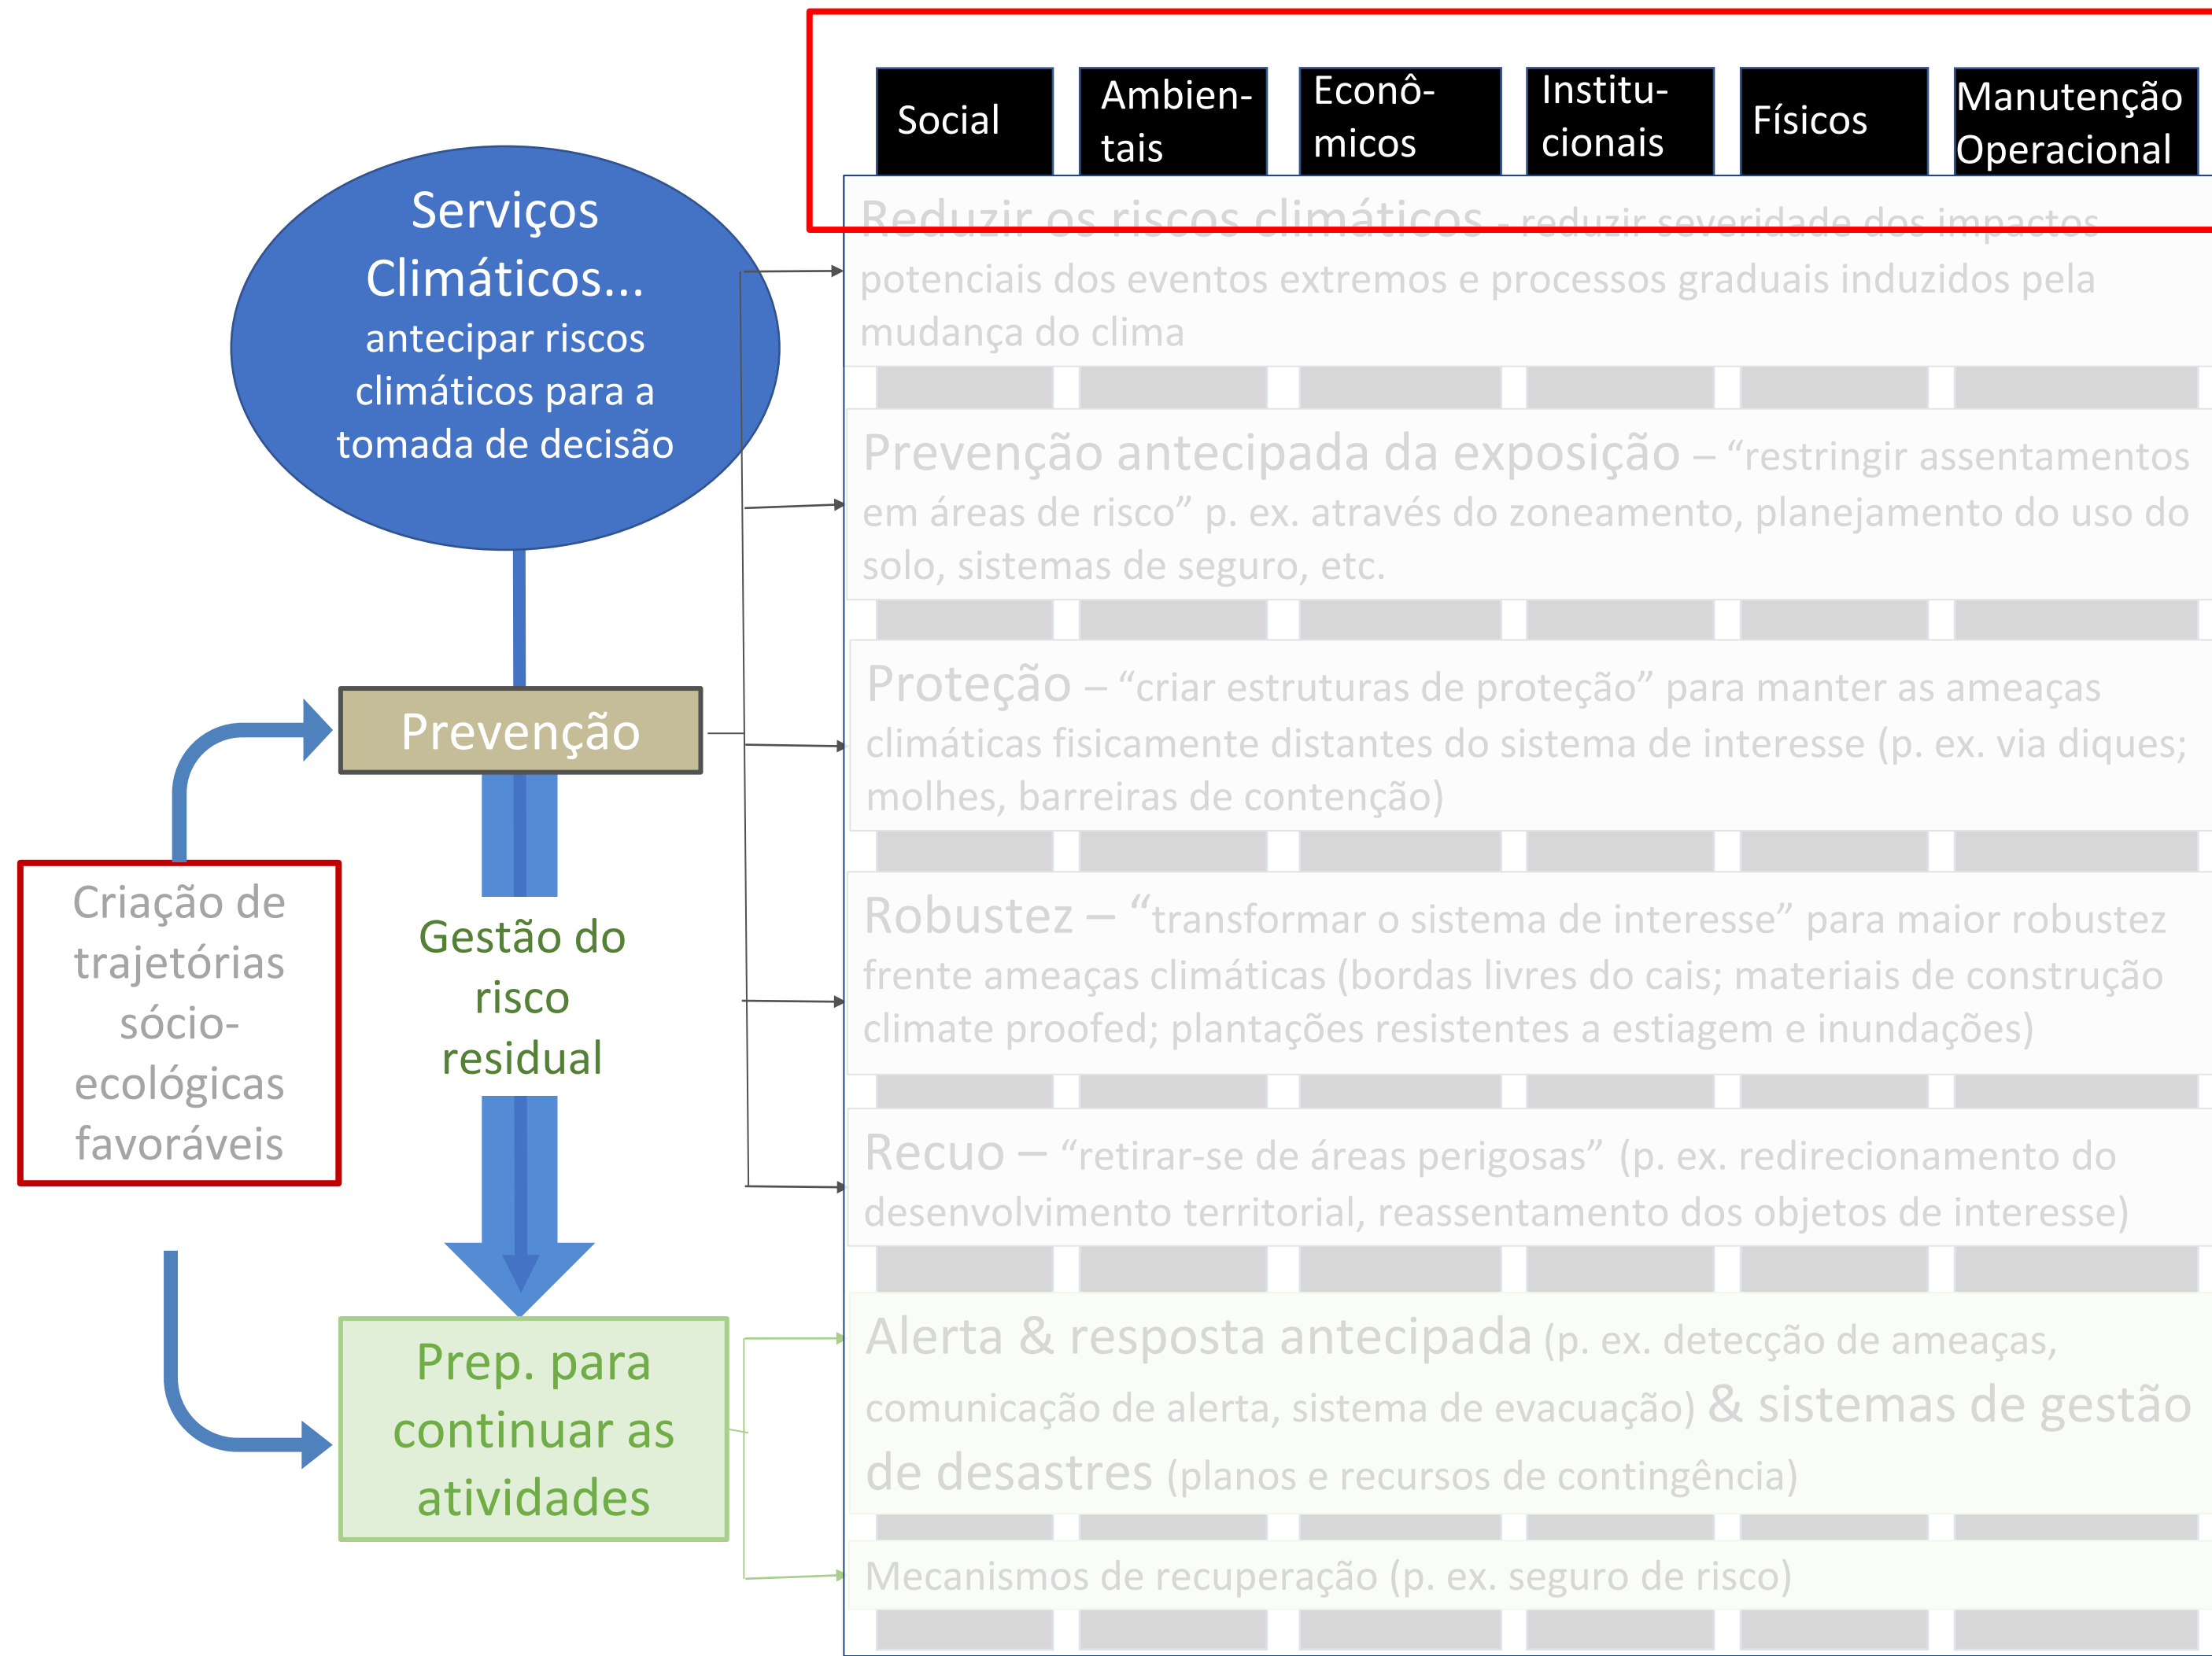 Social
Ambien-
tais
Econô-
micos
Institu-
cionais
Físicos
Manutenção
Operacional
Serviços
Climáticos...
antecipar riscos
climáticos para a
tomada de decisão
Prevenção
Criação de
trajetórias
sócio-
ecológicas
favoráveis
Gestão do
risco
residual
Prep. para
continuar as
atividades
Reduzir os riscos climáticos - reduzir severidade dos impactos
potenciais dos eventos extremos e processos graduais induzidos pela
mudança do clima
Prevenção antecipada da exposição – “restringir assentamentos
em áreas de risco” p. ex. através do zoneamento, planejamento do uso do
solo, sistemas de seguro, etc.
Proteção – “criar estruturas de proteção” para manter as ameaças
climáticas fisicamente distantes do sistema de interesse (p. ex. via diques;
molhes, barreiras de contenção)
Robustez – “transformar o sistema de interesse” para maior robustez
frente ameaças climáticas (bordas livres do cais; materiais de construção
climate proofed; plantações resistentes a estiagem e inundações)
Recuo – “retirar-se de áreas perigosas” (p. ex. redirecionamento do
desenvolvimento territorial, reassentamento dos objetos de interesse)
Alerta & resposta antecipada (p. ex. detecção de ameaças,
comunicação de alerta, sistema de evacuação) & sistemas de gestão
de desastres (planos e recursos de contingência)
Mecanismos de recuperação (p. ex. seguro de risco)